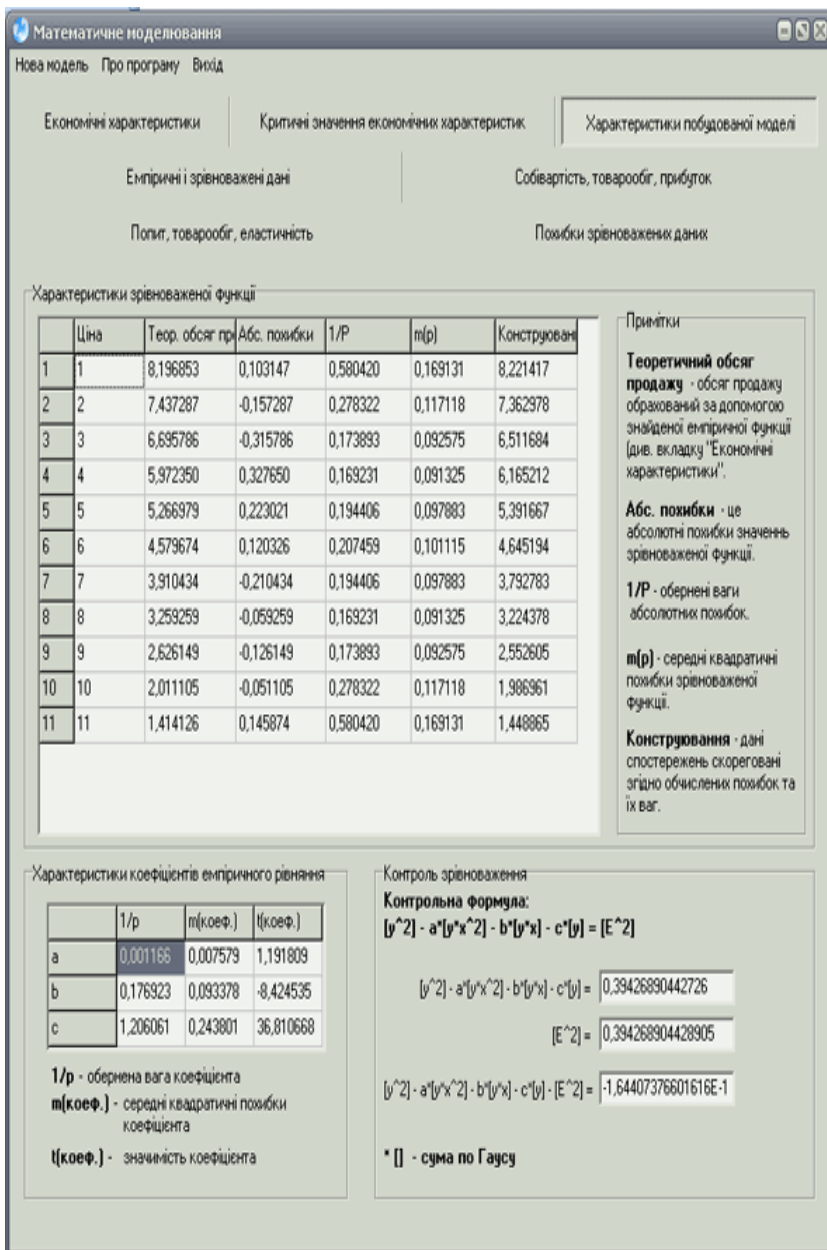 Математичне моделювання
Нова модель Про програму Вихід
Економічні характеристики Критичні значення економічних характеристик Характеристики побудованої моделі
Емпіричні і зрівноважені дані Собівартість, товарообіг, прибуток
Попит, товарообіг, еластичність Похибки зрівноважених даних
Характеристики зрівноваженої функції
Ціна Теор. обсяг про Абс. похибки 1/P m(p) Конструюванн
1 1 8,196853 0,103147 0,580420 0,169131 8,221417
2 2 7,437287 -0,157287 0,278322 0,117118 7,362978
3 3 6,695786 -0,315786 0,173893 0,092575 6,511684
4 4 5,972350 0,327650 0,169231 0,091325 6,165212
5 5 5,266979 0,223021 0,194406 0,097883 5,391667
6 6 4,579674 0,120326 0,207459 0,101115 4,645194
7 7 3,910434 -0,210434 0,194406 0,097883 3,792783
8 8 3,259259 -0,059259 0,169231 0,091325 3,224378
9 9 2,626149 -0,126149 0,173893 0,092575 2,552605
10 10 2,011105 -0,051105 0,278322 0,117118 1,986961
11 11 1,414126 0,145874 0,580420 0,169131 1,448865
Примітки
Теоретичний обсяг
продажу - обсяг продажу
обрахований за допомогою
знайденої емпіричної функції
(див. вкладку "Економічні
характеристики".
Абс. похибки - це
абсолютні похибки значеннь
зрівноваженої функції.
1/P - обернені ваги
абсолютних похибок.
m(p) - середні квадратичні
похибки зрівноваженої
функції.
Конструювання - дані
спостережень скореговані
згідно обчислених похибок та
їх ваг.
Характеристики коефіцієнтів емпіричного рівняння
1/p m(коеф.) t(коеф.)
a 0,001166 0,007579 1,191809
b 0,176923 0,093378 -8,424535
c 1,206061 0,243801 36,810668
1/p - обернена вага коефіцієнта
m(коеф.) - середні квадратичні похибки
коефіцієнта
t(коеф.) - значимість коефіцієнта
Контроль зрівноваження
Контрольна формула:
[y^2] - a*[y*x^2] - b*[y*x] - c*[y] = [E^2]
[y^2] - a*[y*x^2] - b*[y*x] - c*[y] = 0,39426890442726
[E^2] = 0,394268904428905
[y^2] - a*[y*x^2] - b*[y*x] - c*[y] - [E^2] = -1,64407376601616E-1
* [] - сума по Гаусу